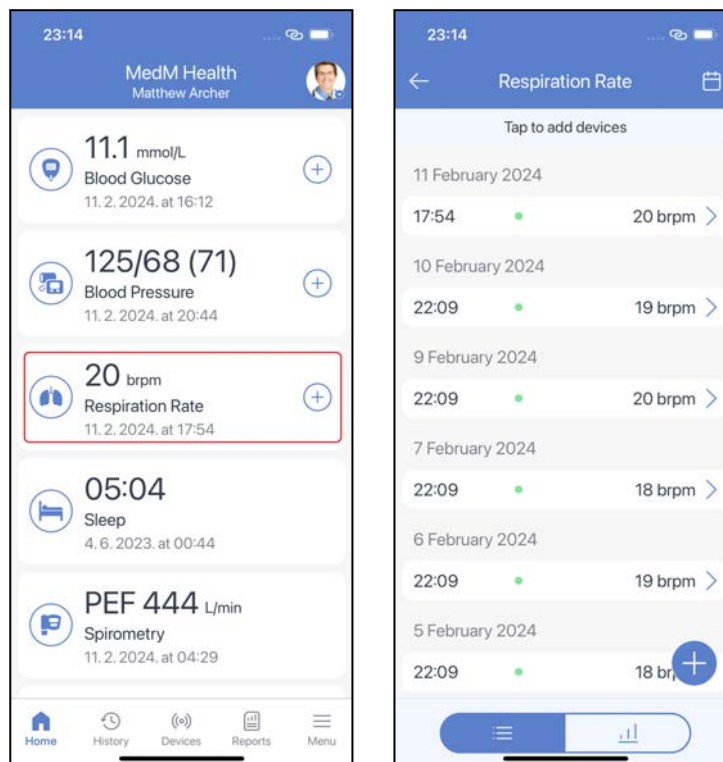 23:14
MedM Health
Matthew Archer
11.1 mmol/L
Blood Glucose
11. 2. 2024. at 16:12
125/68 (71)
Blood Pressure
11. 2. 2024. at 20:44
20 brpm
Respiration Rate
11. 2. 2024. at 17:54
05:04
Sleep
4. 6. 2023. at 00:44
PEF 444 L/min
Spirometry
11. 2. 2024. at 04:29
Home History Devices Reports Menu
23:14
Respiration Rate
Tap to add devices
11 February 2024
17:54 20 brpm
10 February 2024
22:09 19 brpm
9 February 2024
22:09 20 brpm
7 February 2024
22:09 18 brpm
6 February 2024
22:09 19 brpm
5 February 2024
22:09 18